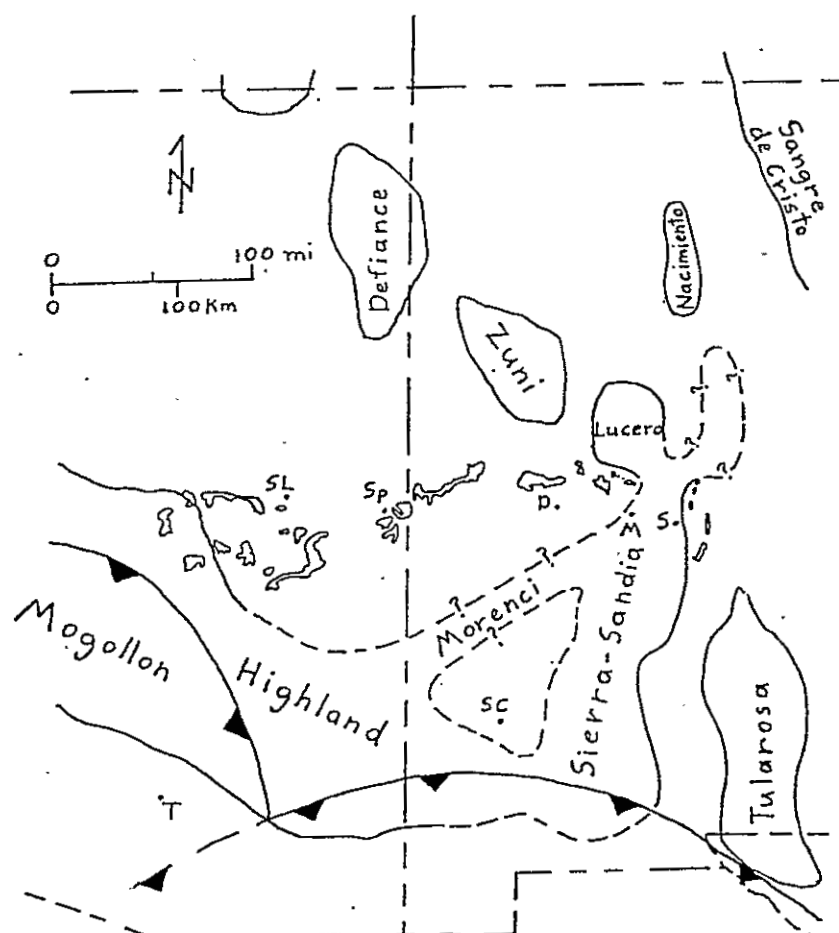 Sangre
de Cristo
N
0 100 mi
0 100 Km
Defiance
Nacimiento
Zuni
?
?
Lucero
?
SL
Sp
D.
?
M
S.
?
?
Morenci
?
Mogollon
Highland
Sierra-Sandia
SC
Tularosa
T